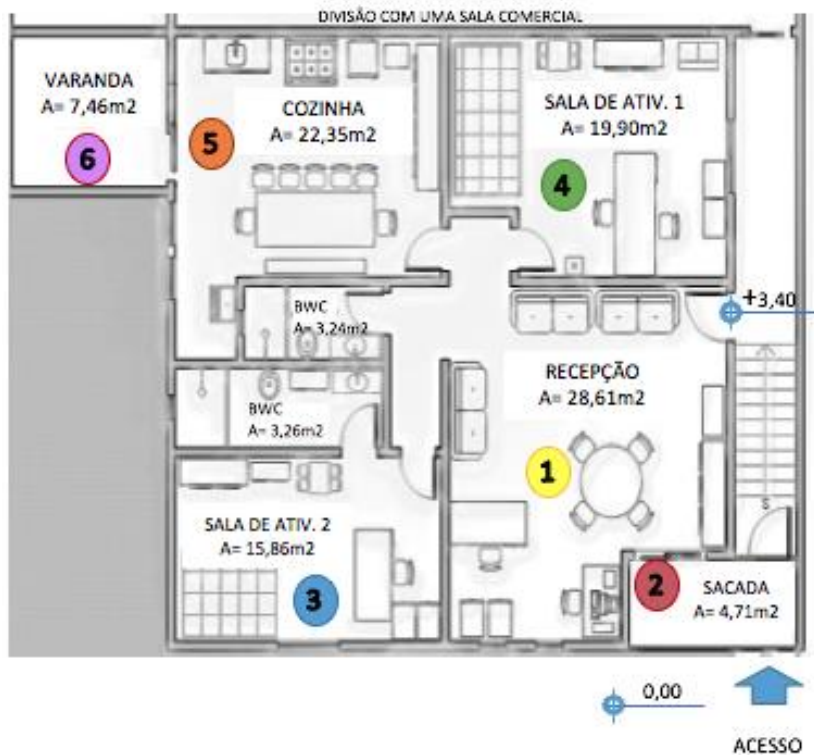 DIVISÃO COM UMA SALA COMERCIAL
VARANDA
A= 7,46m2
6
COZINHA
A= 22,35m2
5
SALA DE ATIV. 1
A= 19,90m2
4
+3,40
BWC
A= 3,24m2
RECEPÇÃO
A= 28,61m2
BWC
A= 3,26m2
1
S
SALA DE ATIV. 2
A= 15,86m2
3
2
SACADA
A= 4,71m2
0,00
ACESSO